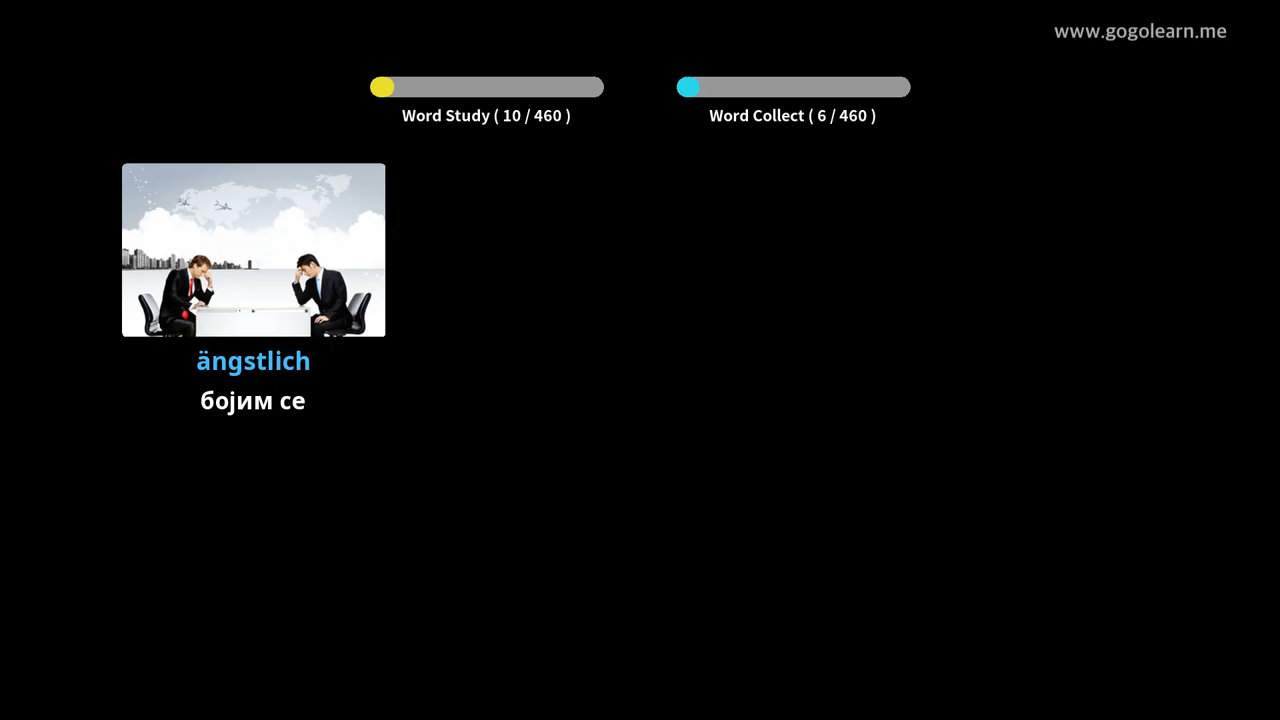 www.gogolearn.me
Word Study ( 10 / 460 )
Word Collect ( 6 / 460 )
ängstlich
бојим се